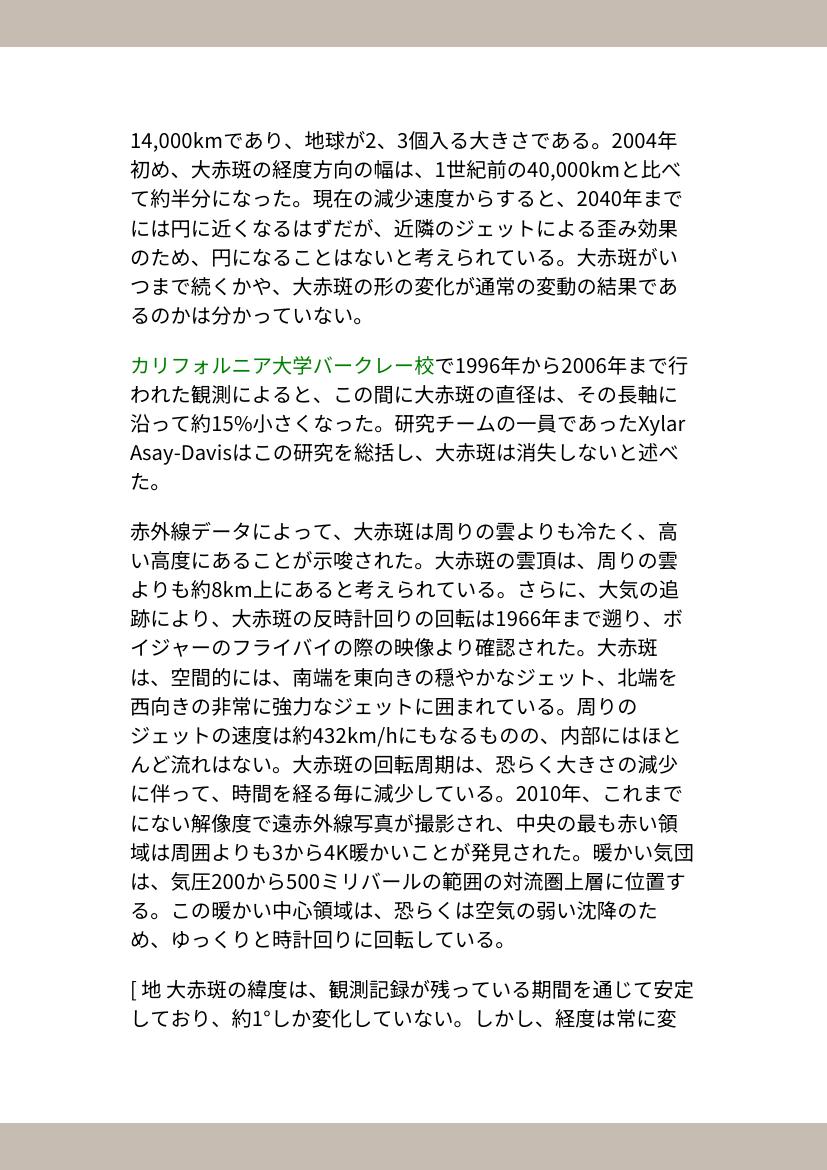 14,000kmであり、地球が2、3個入る大きさである。2004年
初め、大赤斑の経度方向の幅は、1世紀前の40,000kmと比べ
て約半分になった。現在の減少速度からすると、2040年まで
には円に近くなるはずだが、近隣のジェットによる歪み効果
のため、円になることはないと考えられている。大赤斑がい
つまで続くかや、大赤斑の形の変化が通常の変動の結果であ
るのかは分かっていない。
カリフォルニア大学バークレー校で1996年から2006年まで行
われた観測によると、この間に大赤斑の直径は、その長軸に
沿って約15%小さくなった。研究チームの一員であったXylar
Asay-Davisはこの研究を総括し、大赤斑は消失しないと述べ
た。
赤外線データによって、大赤斑は周りの雲よりも冷たく、高
い高度にあることが示唆された。大赤斑の雲頂は、周りの雲
よりも約8km上にあると考えられている。さらに、大気の追
跡により、大赤斑の反時計回りの回転は1966年まで遡り、ボ
イジャーのフライバイの際の映像より確認された。大赤斑
は、空間的には、南端を東向きの穏やかなジェット、北端を
西向きの非常に強力なジェットに囲まれている。周りの
ジェットの速度は約432km/hにもなるものの、内部にはほと
んど流れはない。大赤斑の回転周期は、恐らく大きさの減少
に伴って、時間を経る毎に減少している。2010年、これまで
にない解像度で遠赤外線写真が撮影され、中央の最も赤い領
域は周囲よりも3から4K暖かいことが発見された。暖かい気団
は、気圧200から500ミリバールの範囲の対流圏上層に位置す
る。この暖かい中心領域は、恐らくは空気の弱い沈降のた
め、ゆっくりと時計回りに回転している。
[ 地 大赤斑の緯度は、観測記録が残っている期間を通じて安定
しており、約1°しか変化していない。しかし、経度は常に変